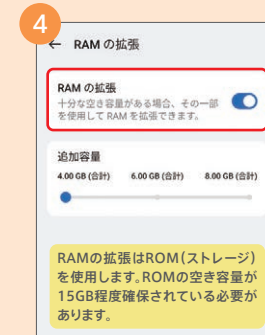 4
← RAM の拡張
RAM の拡張
十分な空き容量がある場合、その一部
を使用して RAM を拡張できます。
追加容量
4.00 GB (合計) 6.00 GB (合計) 8.00 GB (合計)
RAMの拡張はROM(ストレージ)
を使用します。ROMの空き容量が
15GB程度確保されている必要が
あります。